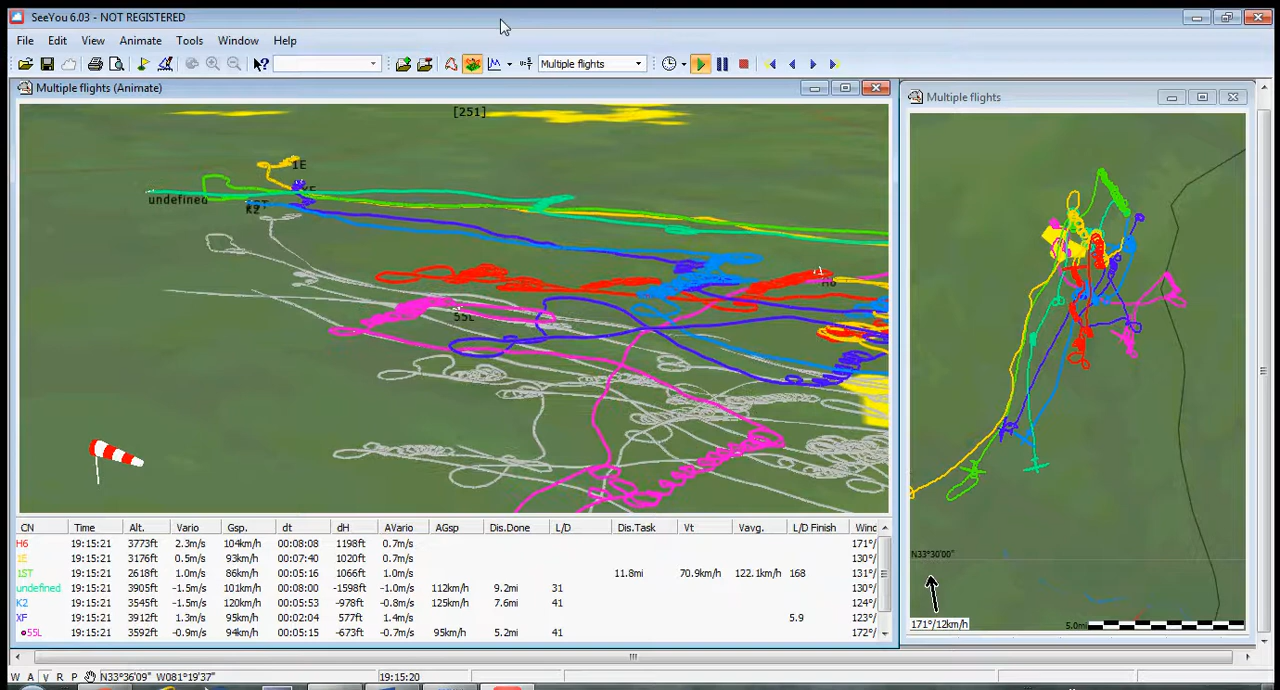 SeeYou 6.03 - NOT REGISTERED
File Edit View Animate Tools Window Help
Multiple flights
Multiple flights (Animate)
Multiple flights
[251]
1E
undefined
K2
H6
55L
CN Time Alt. Vario Gsp. dt dH AVario AGsp Dis.Done L/D Dis.Task Vt Vavg. L/D Finish Wind
H6 19:15:21 3773ft 2.3m/s 104km/h 00:08:08 1198ft 0.7m/s 171°/
1E 19:15:21 3176ft 0.5m/s 93km/h 00:07:40 1020ft 0.7m/s 130°/
1ST 19:15:21 2618ft 1.0m/s 86km/h 00:05:16 1066ft 1.0m/s 11.8mi 70.9km/h 122.1km/h 168 131°/
undefined 19:15:21 3905ft -1.5m/s 101km/h 00:08:00 -1598ft -1.0m/s 112km/h 9.2mi 31 130°/
K2 19:15:21 3545ft -1.5m/s 120km/h 00:05:53 -978ft -0.8m/s 125km/h 7.6mi 41 124°/
XF 19:15:21 3912ft 1.3m/s 95km/h 00:02:04 577ft 1.4m/s 5.9 123°/
55L 19:15:21 3592ft -0.9m/s 94km/h 00:05:15 -673ft -0.7m/s 95km/h 5.2mi 41 172°/
N33°30'00"
171°/12km/h
5.0mi
W A V R P N33°36'09" W081°19'37" 19:15:20